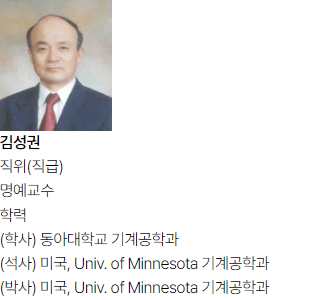 김성권
직위(직급)
명예교수
학력
(학사) 동아대학교 기계공학과
(석사) 미국, Univ. of Minnesota 기계공학과
(박사) 미국, Univ. of Minnesota 기계공학과